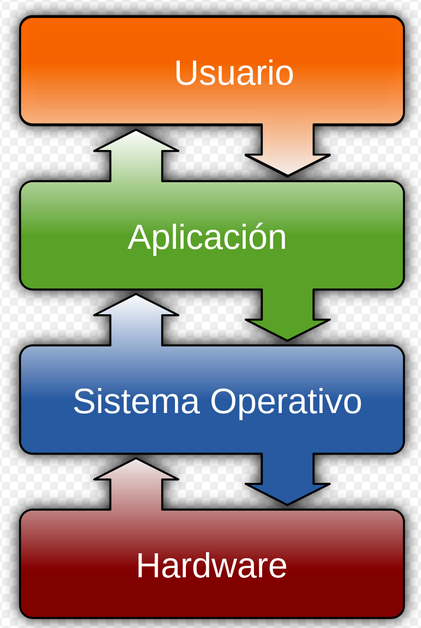 Usuario
Aplicación
Sistema Operativo
Hardware